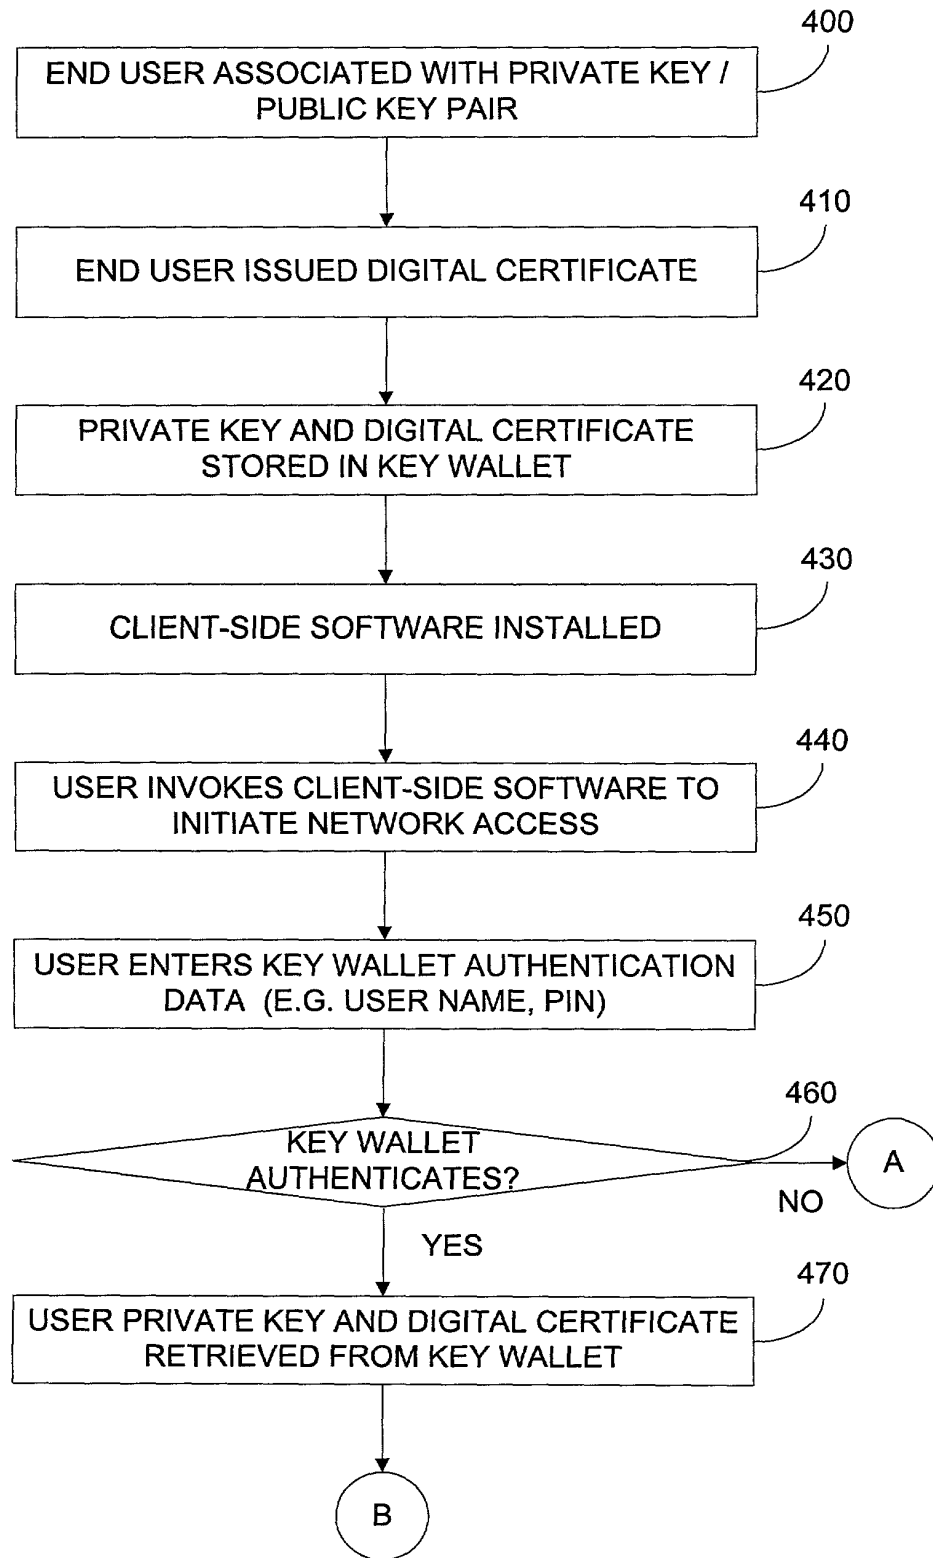 400
END USER ASSOCIATED WITH PRIVATE KEY /
PUBLIC KEY PAIR
410
END USER ISSUED DIGITAL CERTIFICATE
420
PRIVATE KEY AND DIGITAL CERTIFICATE
STORED IN KEY WALLET
430
CLIENT-SIDE SOFTWARE INSTALLED
440
USER INVOKES CLIENT-SIDE SOFTWARE TO
INITIATE NETWORK ACCESS
450
USER ENTERS KEY WALLET AUTHENTICATION
DATA (E.G. USER NAME, PIN)
460
KEY WALLET
AUTHENTICATES?
A
NO
YES
470
USER PRIVATE KEY AND DIGITAL CERTIFICATE
RETRIEVED FROM KEY WALLET
B